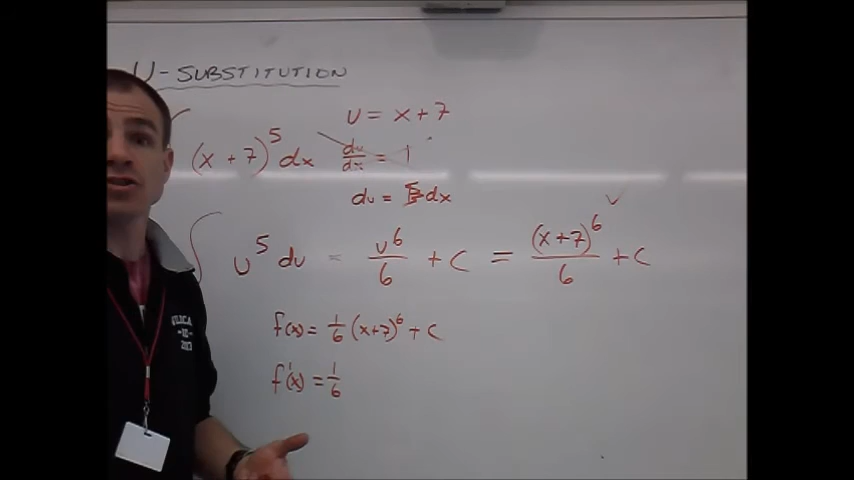 U-SUBSTITUTION
u = x + 7
∫ (x + 7)^5 dx   du/dx = 1
du = dx
∫ u^5 du = u^6/6 + C = (x+7)^6/6 + C
f(x) = 1/6 (x+7)^6 + C
f'(x) = 1/6